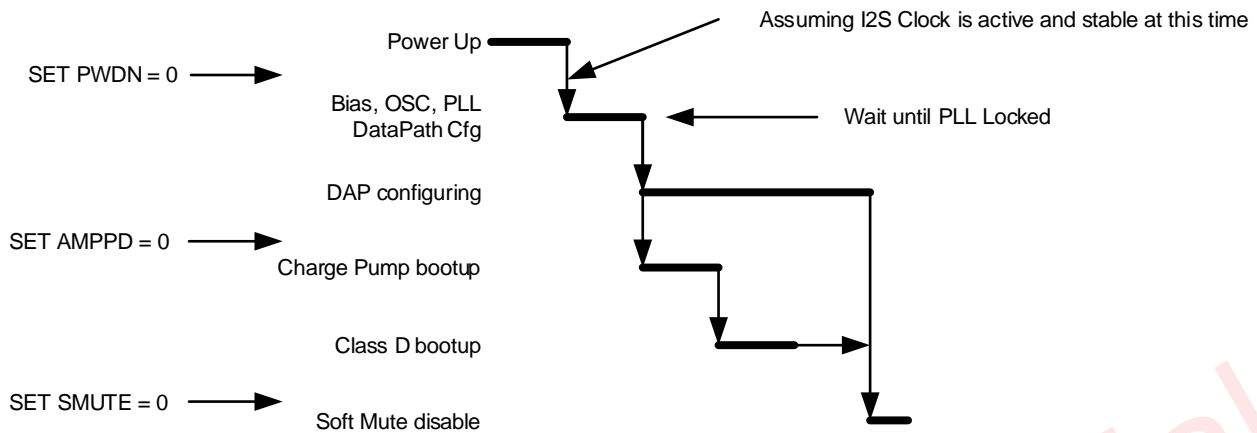 Assuming I2S Clock is active and stable at this time
Power Up
SET PWDN = 0
Bias, OSC, PLL
DataPath Cfg
Wait until PLL Locked
DAP configuring
SET AMPPD = 0
Charge Pump bootup
Class D bootup
SET SMUTE = 0
Soft Mute disable